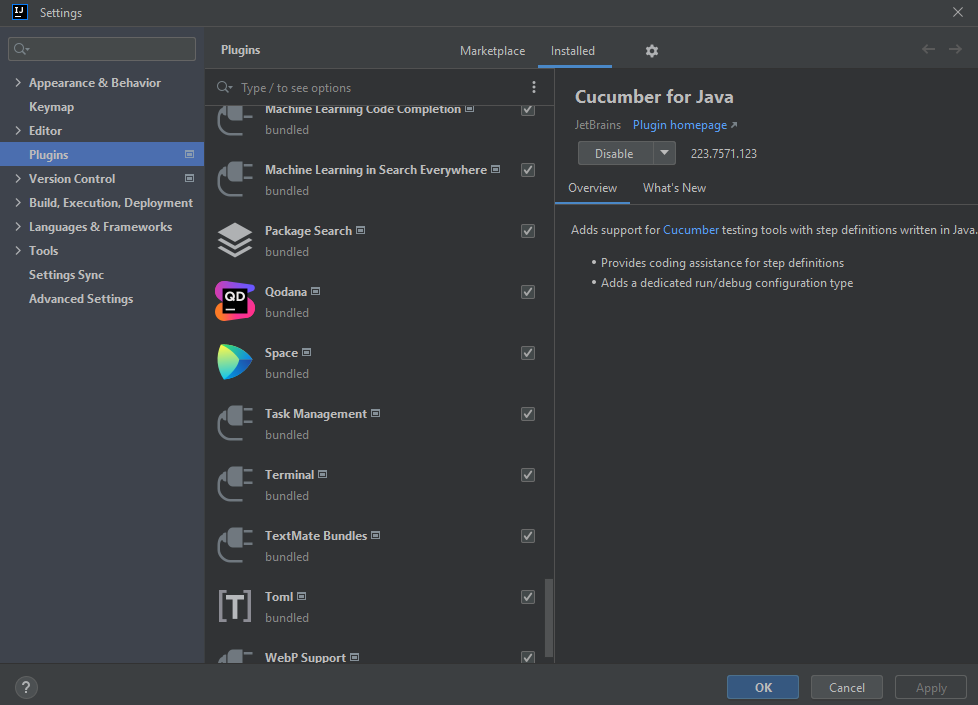 IJ
Settings
Plugins
Marketplace
Installed
Appearance & Behavior
Keymap
Editor
Plugins
Version Control
Build, Execution, Deployment
Languages & Frameworks
Tools
Settings Sync
Advanced Settings
Type / to see options
Machine Learning Code Completion
bundled
Machine Learning in Search Everywhere
bundled
Package Search
bundled
QD
Qodana
bundled
Space
bundled
Task Management
bundled
Terminal
bundled
TextMate Bundles
bundled
[T]
Toml
bundled
WebP Support
Cucumber for Java
JetBrains Plugin homepage ↗
Disable
223.7571.123
Overview
What's New
Adds support for Cucumber testing tools with step definitions written in Java.
• Provides coding assistance for step definitions
• Adds a dedicated run/debug configuration type
?
OK
Cancel
Apply